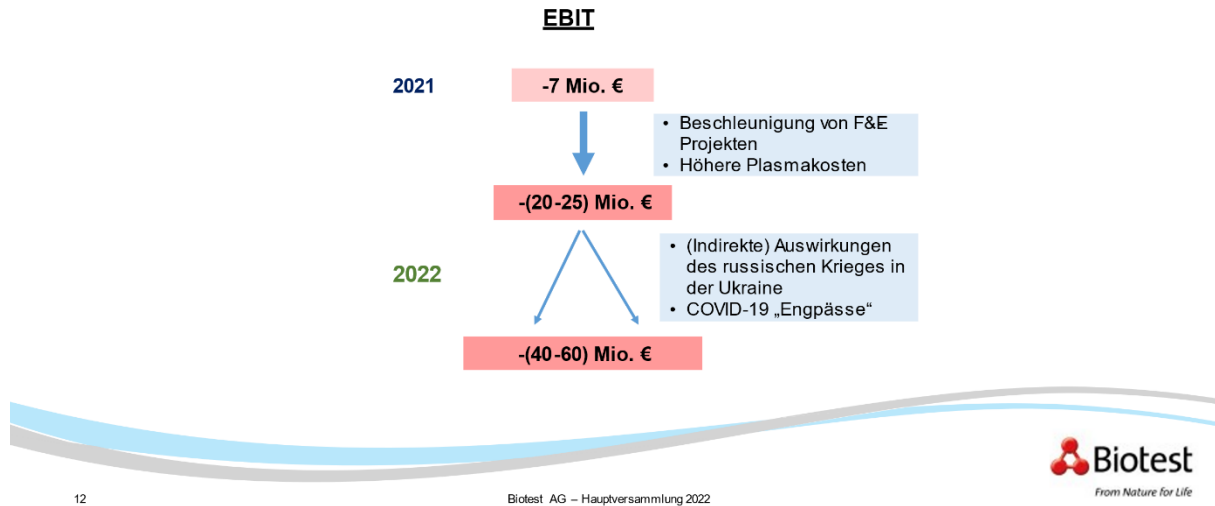 EBIT
2021
-7 Mio. €
• Beschleunigung von F&E
Projekten
• Höhere Plasmakosten
-(20-25) Mio. €
2022
• (Indirekte) Auswirkungen
des russischen Krieges in
der Ukraine
• COVID-19 „Engpässe“
-(40-60) Mio. €
Biotest
From Nature for Life
12
Biotest AG – Hauptversammlung 2022